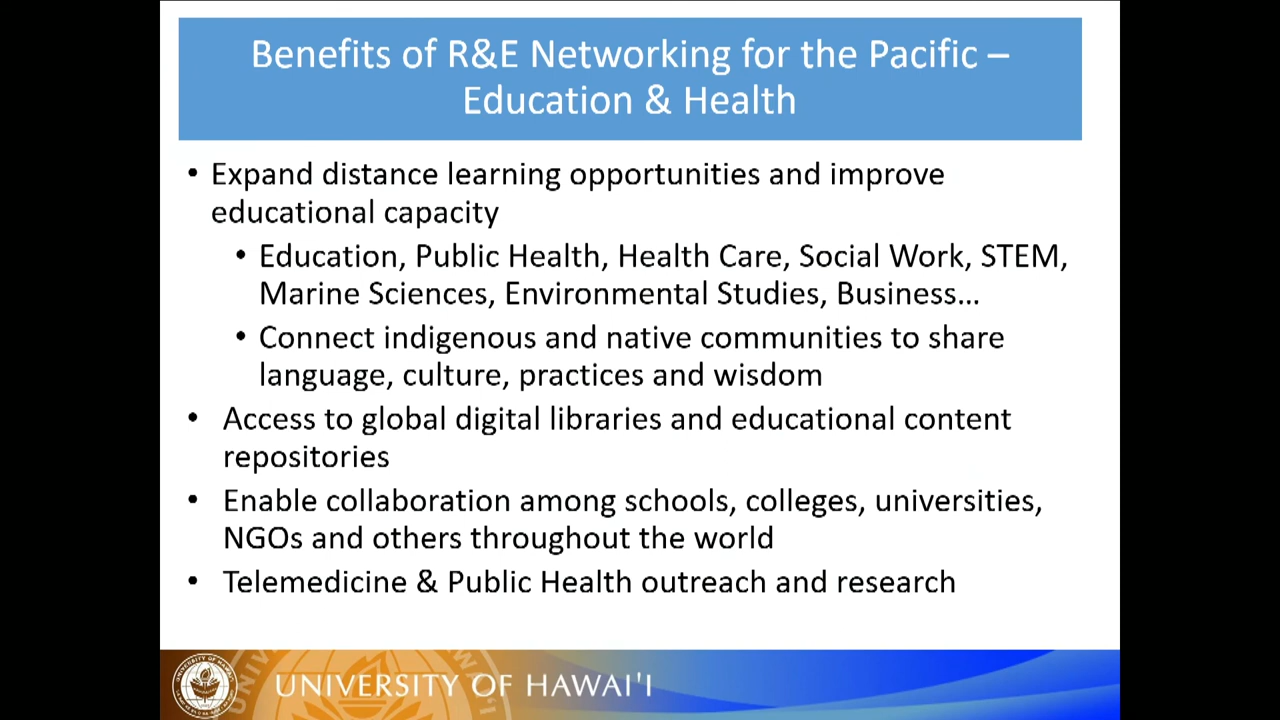 Benefits of R&E Networking for the Pacific –
Education & Health
• Expand distance learning opportunities and improve
educational capacity
• Education, Public Health, Health Care, Social Work, STEM,
Marine Sciences, Environmental Studies, Business…
• Connect indigenous and native communities to share
language, culture, practices and wisdom
• Access to global digital libraries and educational content
repositories
• Enable collaboration among schools, colleges, universities,
NGOs and others throughout the world
• Telemedicine & Public Health outreach and research
UNIVERSITY OF HAWAI'I